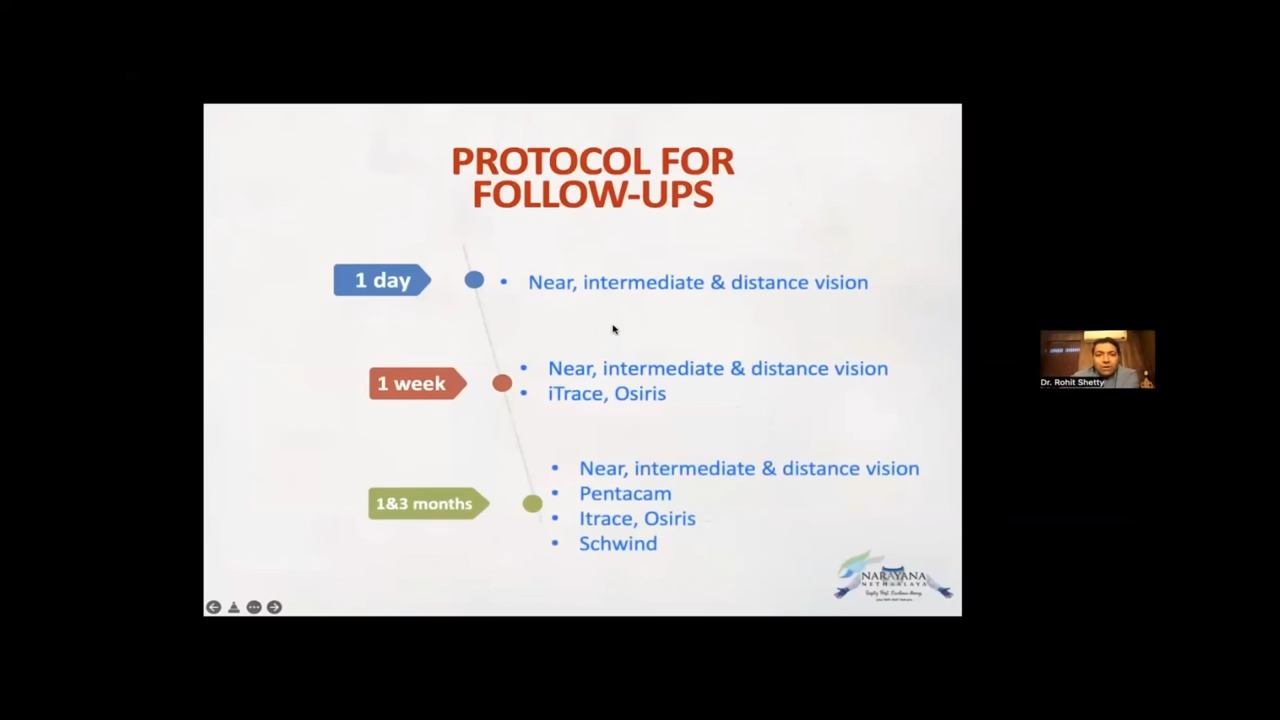 PROTOCOL FOR
FOLLOW-UPS
1 day
• Near, intermediate & distance vision
1 week
• Near, intermediate & distance vision
• iTrace, Osiris
1&3 months
• Near, intermediate & distance vision
• Pentacam
• Itrace, Osiris
• Schwind
NARAYANA
NETHRALAYA
Dr. Rohit Shetty